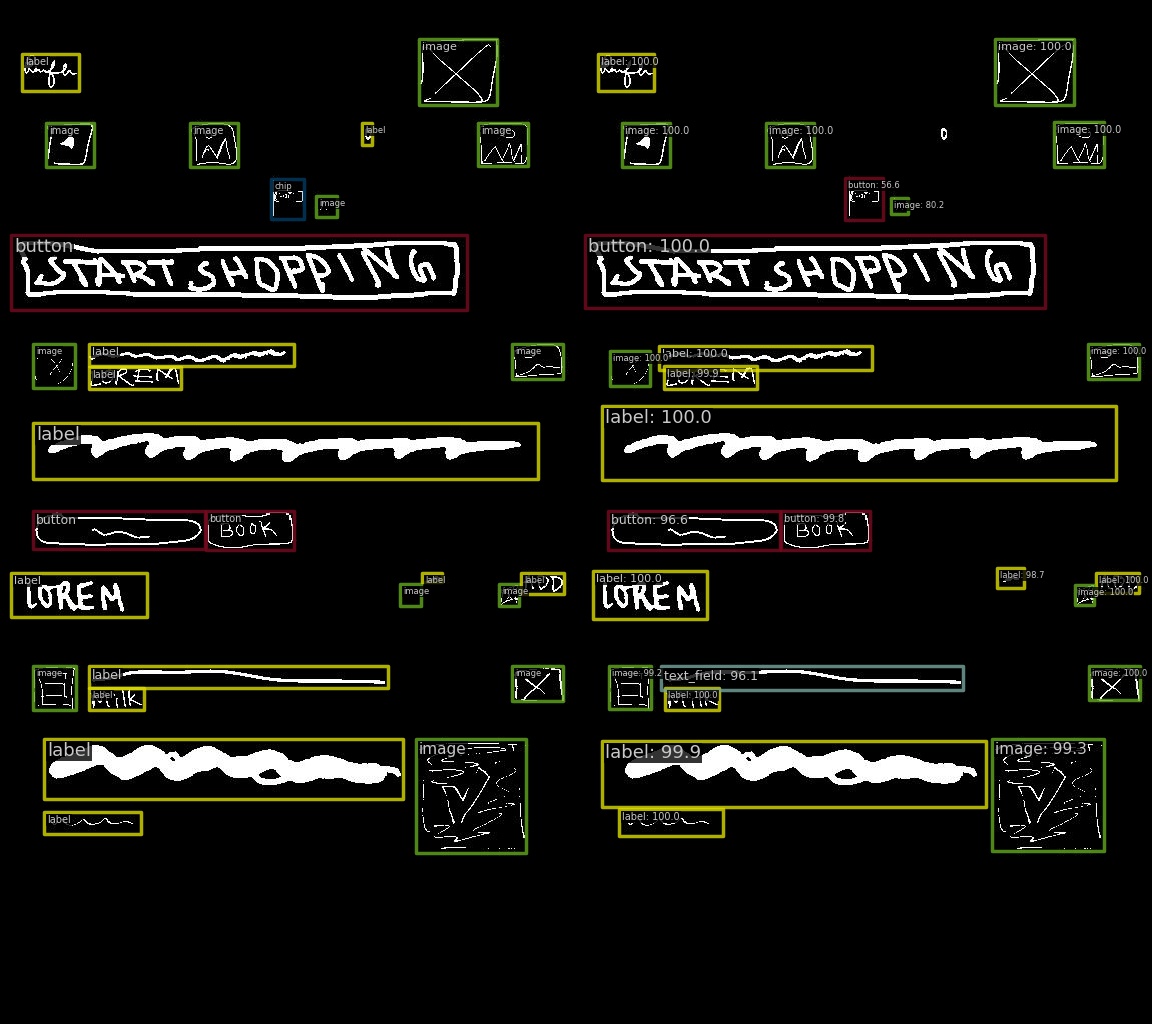 label label: 100.0
image image: 100.0
image image image image: 100.0 image: 100.0 image: 100.0
label
chip button: 56.6
image image: 80.2
button button: 100.0
START SHOPPING START SHOPPING
image label image image: 100.0 label: 100.0 image: 100.0
label LOREM label: 99.9 LOREM
label label: 100.0
button button button: 96.6 button: 99.8
BOOK BOOK
label label label label: 100.0 label: 98.7 label: 100.0
image image image: 100.0
LOREM LOREM
image label image image: 99.2 text_field: 96.1 image: 100.0
label Milk label: 100.0 Milk
label image label: 99.9 image: 99.3
label label: 100.0